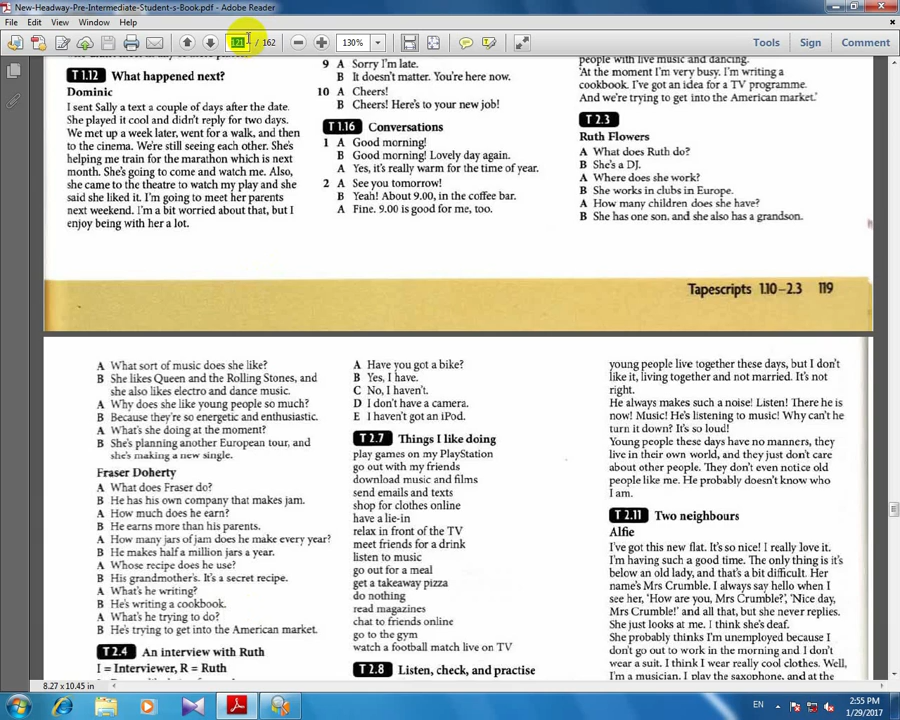 New-Headway-Pre-Intermediate-Student-s-Book.pdf - Adobe Reader
File Edit View Window Help
121 / 162
130%
Tools
Sign
Comment
T 1.12 What happened next?
Dominic
I sent Sally a text a couple of days after the date.
She played it cool and didn't reply for two days.
We met up a week later, went for a walk, and then
to the cinema. We're still seeing each other. She's
helping me train for the marathon which is next
month. She's going to come and watch me. Also,
she came to the theatre to watch my play and she
said she liked it. I'm going to meet her parents
next weekend. I'm a bit worried about that, but I
enjoy being with her a lot.
9 A Sorry I'm late.
B It doesn't matter. You're here now.
10 A Cheers!
B Cheers! Here's to your new job!
T 1.16 Conversations
1 A Good morning!
B Good morning! Lovely day again.
A Yes, it's really warm for the time of year.
2 A See you tomorrow!
B Yeah! About 9.00, in the coffee bar.
A Fine. 9.00 is good for me, too.
people with live music and dancing.
'At the moment I'm very busy. I'm writing a
cookbook. I've got an idea for a TV programme.
And we're trying to get into the American market.'
T 2.3
Ruth Flowers
A What does Ruth do?
B She's a DJ.
A Where does she work?
B She works in clubs in Europe.
A How many children does she have?
B She has one son, and she also has a grandson.
Tapescripts 1.10–2.3 119
A What sort of music does she like?
B She likes Queen and the Rolling Stones, and
she also likes electro and dance music.
A Why does she like young people so much?
B Because they're so energetic and enthusiastic.
A What's she doing at the moment?
B She's planning another European tour, and
she's making a new single.
Fraser Doherty
A What does Fraser do?
B He has his own company that makes jam.
A How much does he earn?
B He earns more than his parents.
A How many jars of jam does he make every year?
B He makes half a million jars a year.
A Whose recipe does he use?
B His grandmother's. It's a secret recipe.
A What's he writing?
B He's writing a cookbook.
A What's he trying to do?
B He's trying to get into the American market.
T 2.4 An interview with Ruth
I = Interviewer, R = Ruth
A Have you got a bike?
B Yes, I have.
C No, I haven't.
D I don't have a camera.
E I haven't got an iPod.
T 2.7 Things I like doing
play games on my PlayStation
go out with my friends
download music and films
send emails and texts
shop for clothes online
have a lie-in
relax in front of the TV
meet friends for a drink
listen to music
go out for a meal
get a takeaway pizza
do nothing
read magazines
chat to friends online
go to the gym
watch a football match live on TV
T 2.8 Listen, check, and practise
young people live together these days, but I don't
like it, living together and not married. It's not
right.
He always makes such a noise! Listen! There he is
now! Music! He's listening to music! Why can't he
turn it down? It's so loud!
Young people these days have no manners, they
live in their own world, and they just don't care
about other people. They don't even notice old
people like me. He probably doesn't know who
I am.
T 2.11 Two neighbours
Alfie
I've got this new flat. It's so nice! I really love it.
I'm having such a good time. The only thing is it's
below an old lady, and that's a bit difficult. Her
name's Mrs Crumble. I always say hello when I
see her, 'How are you, Mrs Crumble?', 'Nice day,
Mrs Crumble!' and all that, but she never replies.
She just looks at me. I think she's deaf.
She probably thinks I'm unemployed because I
don't go out to work in the morning and I don't
wear a suit. I think I wear really cool clothes. Well,
I'm a musician. I play the saxophone, and at the
8.27 x 10.45 in
EN
2:55 PM
1/29/2017